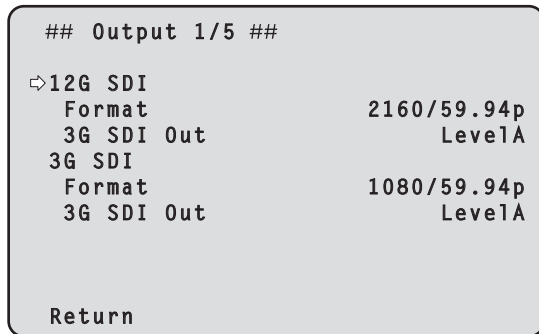 ## Output 1/5 ##
⇨12G SDI
Format 2160/59.94p
3G SDI Out LevelA
3G SDI
Format 1080/59.94p
3G SDI Out LevelA
Return